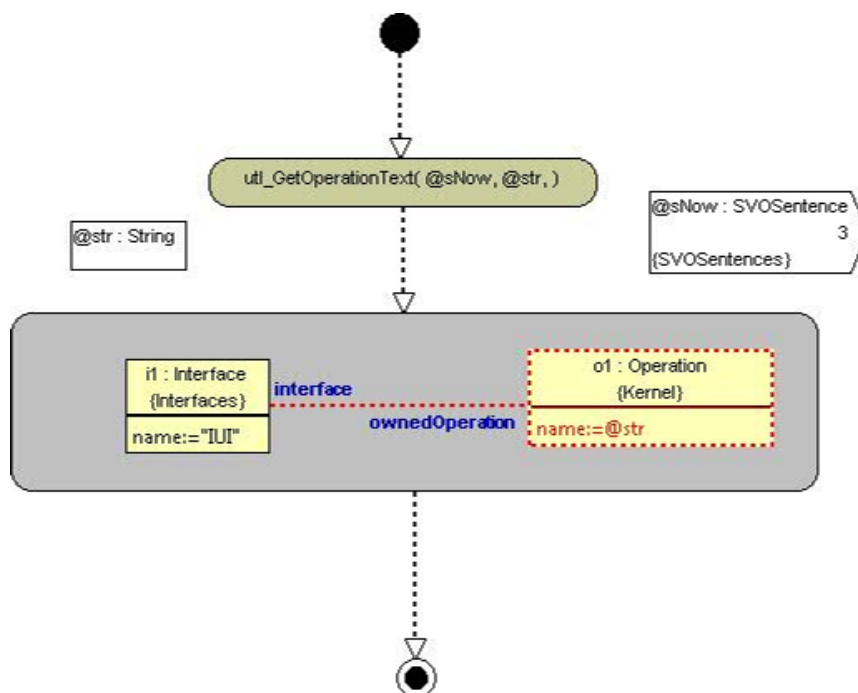 utl_GetOperationText( @sNow, @str, )
@str : String
@sNow : SVOSentence
3
{SVOSentences}
i1 : Interface
{Interfaces}
name:="IUI"
interface
ownedOperation
o1 : Operation
{Kernel}
name:=@str